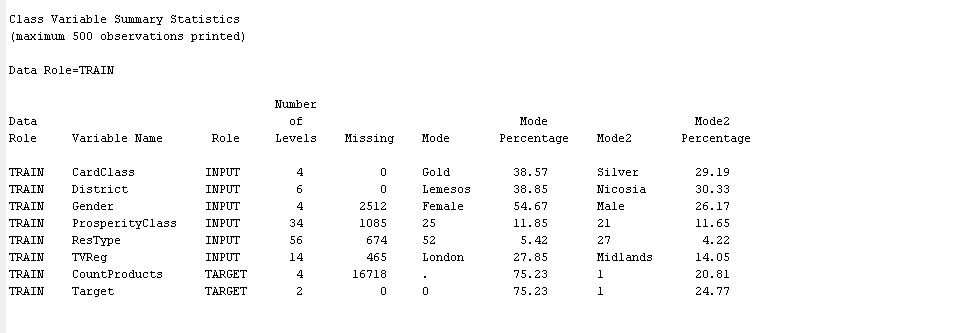 Class Variable Summary Statistics
(maximum 500 observations printed)
Data Role=TRAIN
Number
Data of Mode Mode2
Role Variable Name Role Levels Missing Mode Percentage Mode2 Percentage
TRAIN CardClass INPUT 4 0 Gold 38.57 Silver 29.19
TRAIN District INPUT 6 0 Lemesos 38.85 Nicosia 30.33
TRAIN Gender INPUT 4 2512 Female 54.67 Male 26.17
TRAIN ProsperityClass INPUT 34 1085 25 11.85 21 11.65
TRAIN ResType INPUT 56 674 52 5.42 27 4.22
TRAIN TVReg INPUT 14 465 London 27.85 Midlands 14.05
TRAIN CountProducts TARGET 4 16718 . 75.23 1 20.81
TRAIN Target TARGET 2 0 0 75.23 1 24.77